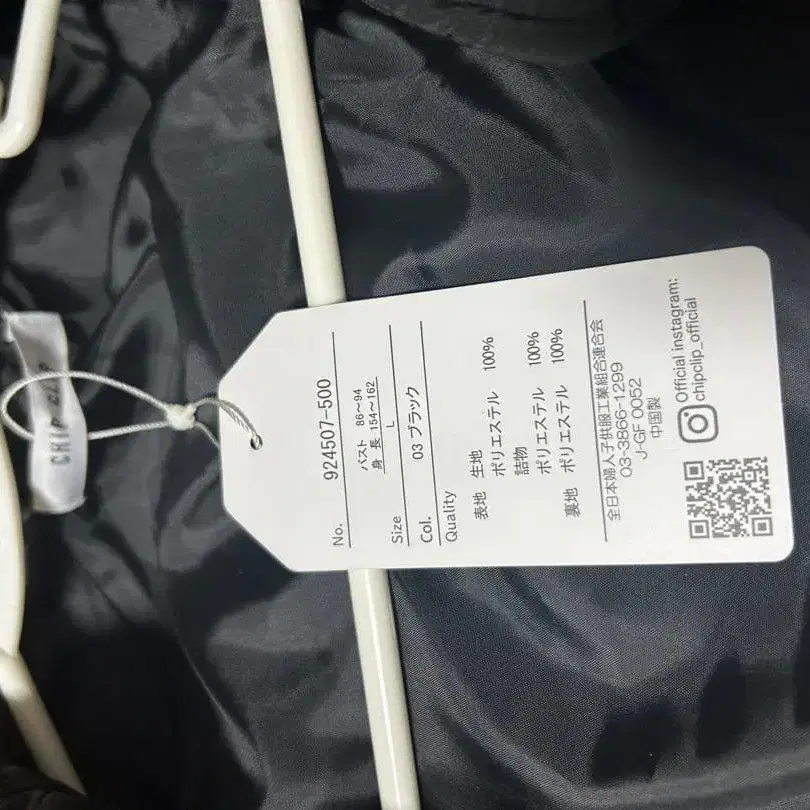 CHIP CLIP
No. 924507-500
バスト 86～94
身長 154～162
Size L
Col. 03 ブラック
Quality
表地 生地
ポリエステル 100%
詰物
ポリエステル 100%
裏地 ポリエステル 100%
全日本婦人子供服工業組合連合会
03-3866-1299
J-GF 0052
中国製
Official instagram:
chipclip_official